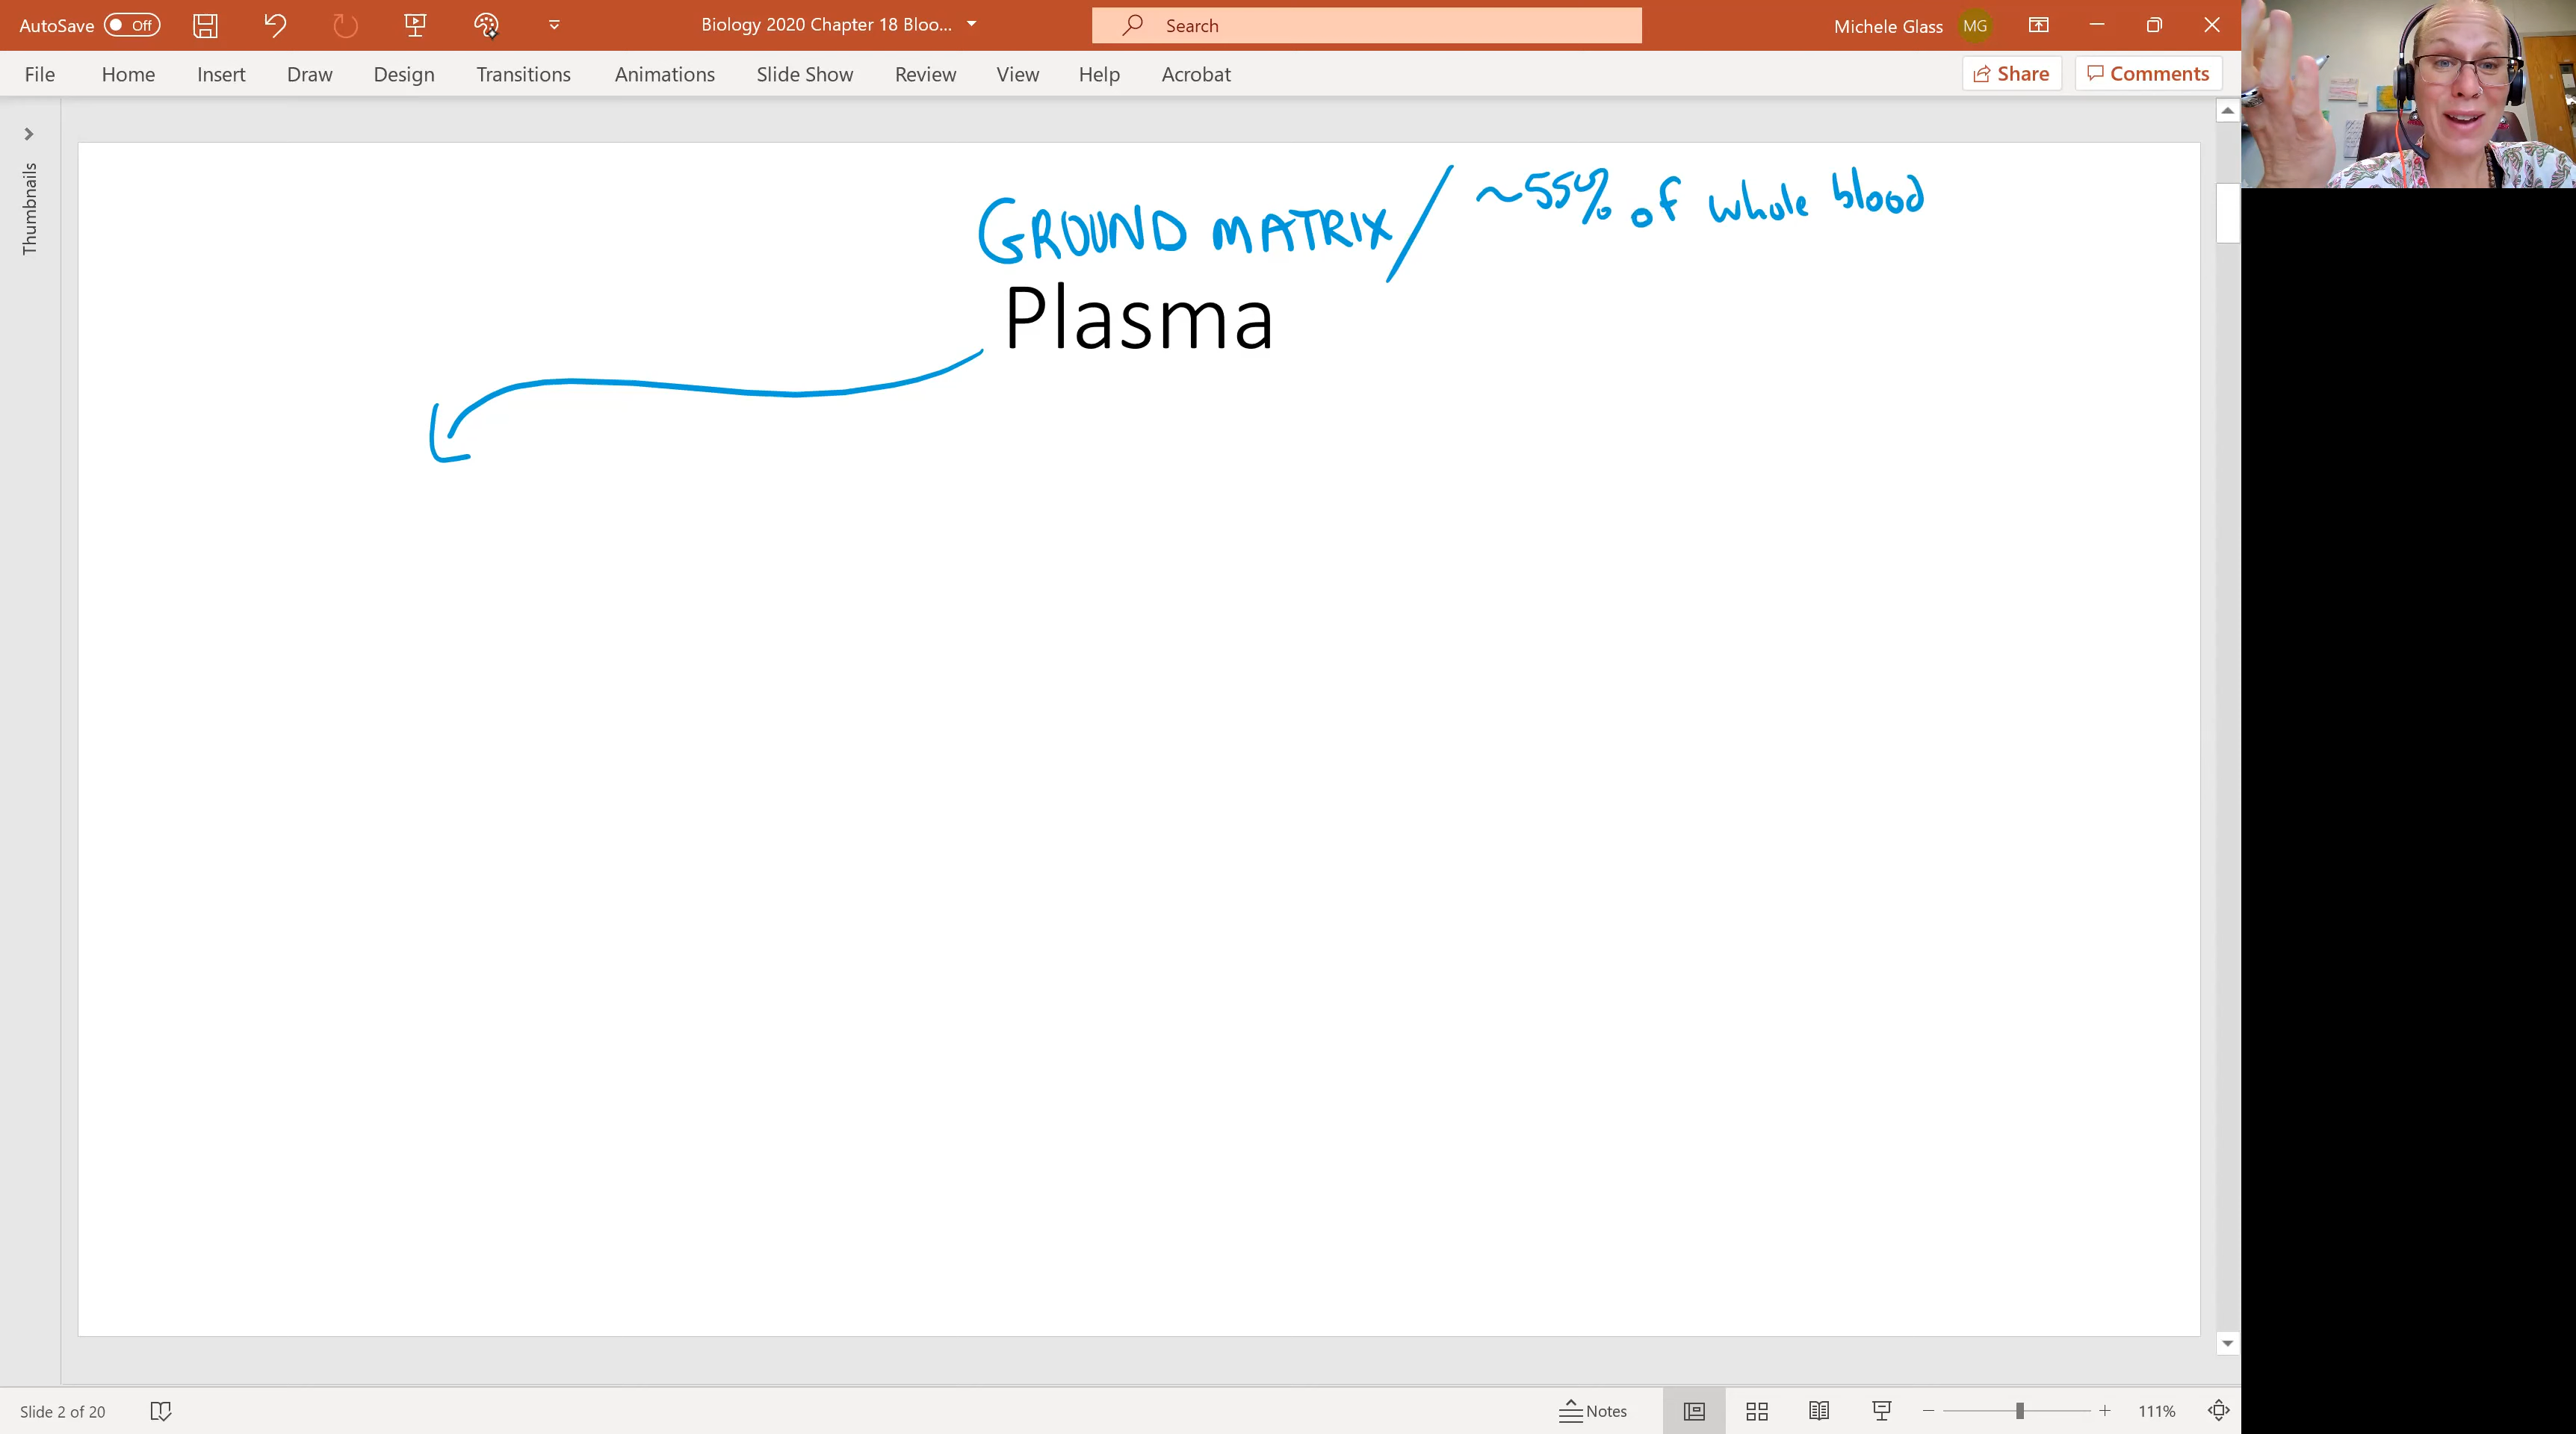 AutoSave Off Biology 2020 Chapter 18 Bloo... Search Michele Glass MG
File Home Insert Draw Design Transitions Animations Slide Show Review View Help Acrobat Share Comments
Thumbnails
GROUND MATRIX / ~55% of whole blood
Plasma
Slide 2 of 20 Notes 111%